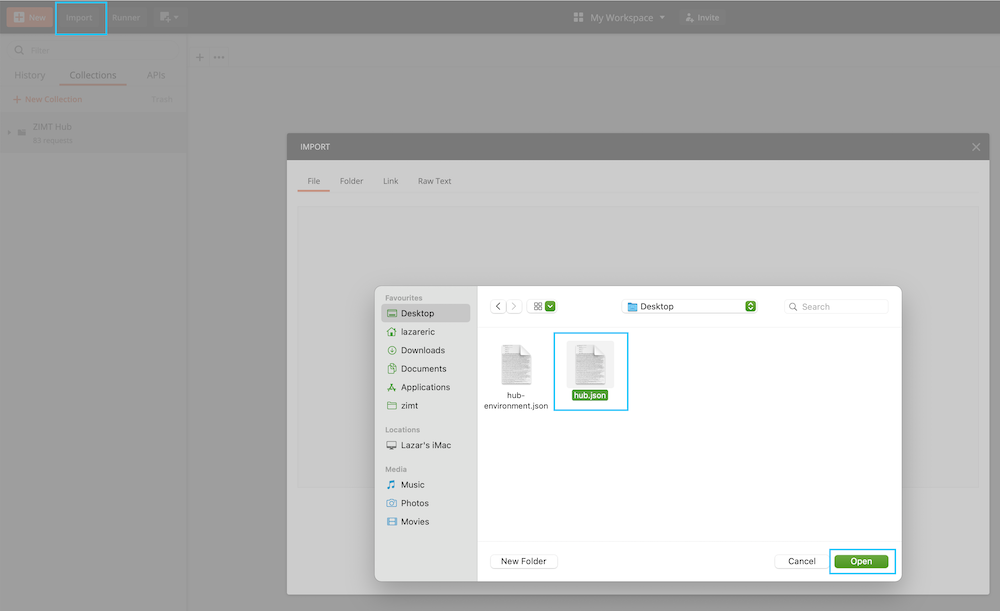 New
Import
Runner
My Workspace
Invite
Filter
History
Collections
APIs
New Collection
Trash
ZIMT Hub
83 requests
IMPORT
File
Folder
Link
Raw Text
Favourites
Desktop
lazareric
Downloads
Documents
Applications
zimt
Locations
Lazar's iMac
Media
Music
Photos
Movies
Desktop
Search
hub-
environment.json
hub.json
New Folder
Cancel
Open